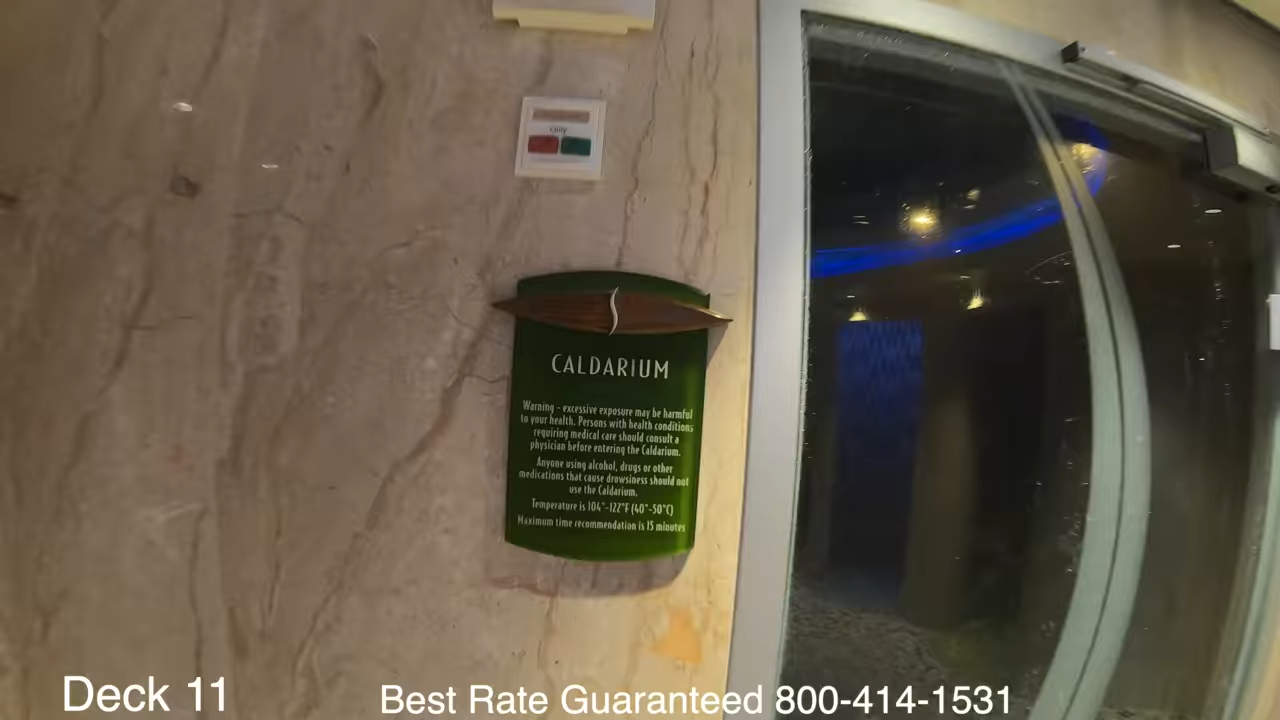 CALDARIUM
Warning - excessive exposure may be harmful
to your health. Persons with health conditions
requiring medical care should consult a
physician before entering the Caldarium.
Anyone using alcohol, drugs or other
medications that cause drowsiness should not
use the Caldarium.
Temperature is 104°-122°F (40°-50°C)
Maximum time recommendation is 15 minutes
Deck 11
Best Rate Guaranteed 800-414-1531